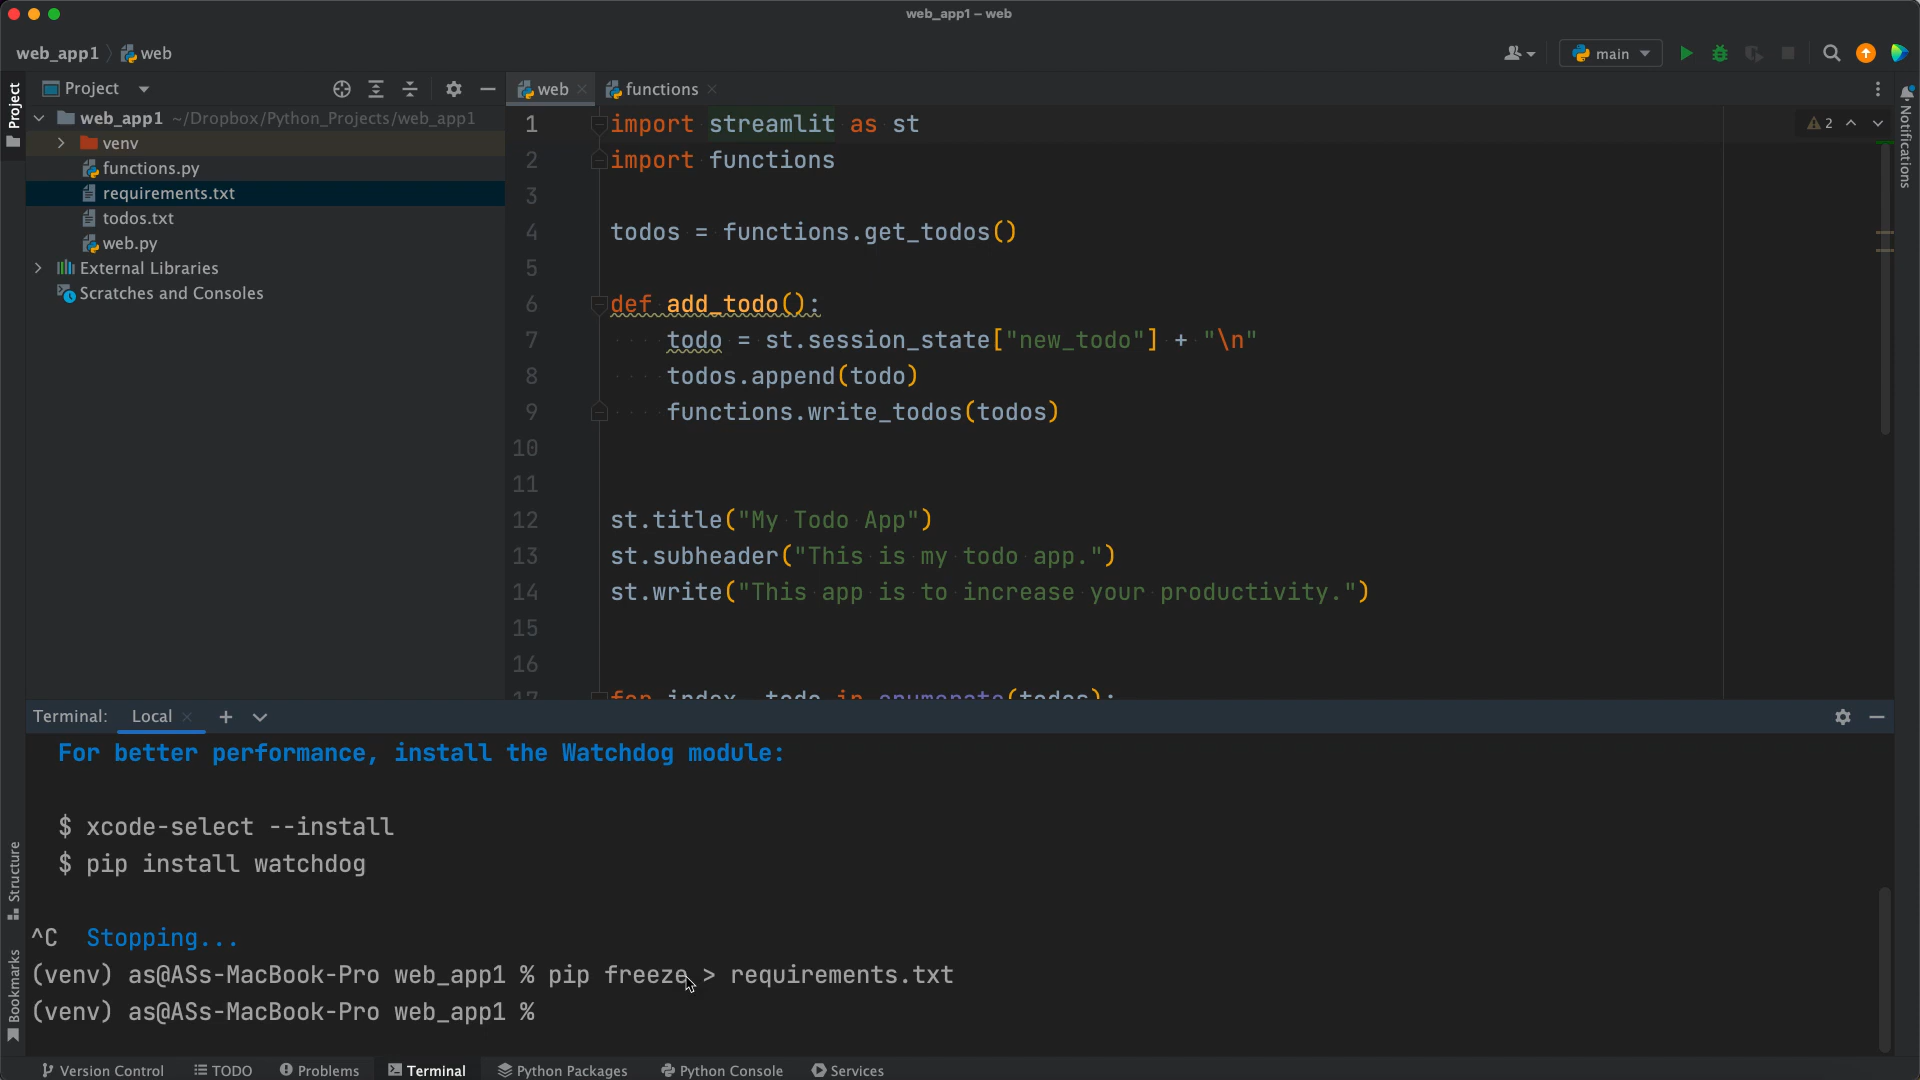 web_app1 – web
web_app1 web
main
Project
web functions
Project
Notifications
web_app1 ~/Dropbox/Python_Projects/web_app1
venv
functions.py
requirements.txt
todos.txt
web.py
External Libraries
Scratches and Consoles
2
1 import streamlit as st
2 import functions
3
4 todos = functions.get_todos()
5
6 def add_todo():
7 todo = st.session_state["new_todo"] + "\n"
8 todos.append(todo)
9 functions.write_todos(todos)
10
11
12 st.title("My Todo App")
13 st.subheader("This is my todo app.")
14 st.write("This app is to increase your productivity.")
15
16
17 for index, todo in enumerate(todos):
Terminal: Local
For better performance, install the Watchdog module:
$ xcode-select --install
$ pip install watchdog
^C Stopping...
(venv) as@ASs-MacBook-Pro web_app1 % pip freeze > requirements.txt
(venv) as@ASs-MacBook-Pro web_app1 %
Structure
Bookmarks
Version Control TODO Problems Terminal Python Packages Python Console Services